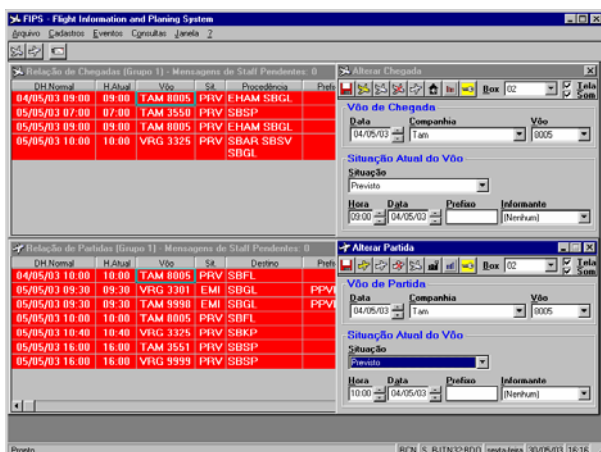 FIPS - Flight Information and Planing System
Arquivo Cadastros Eventos Consultas Janela ?
Relação de Chegadas (Grupo 1) - Mensagens de Staff Pendentes: 0
DH.Normal H.Atual Vôo Sit. Procedência Prefi
04/05/03 09:00 09:00 TAM 8005 PRV EHAM SBGL
05/05/03 07:00 07:00 TAM 3550 PRV SBSP
05/05/03 09:00 09:00 TAM 8005 PRV EHAM SBGL
05/05/03 10:00 10:00 VRG 3325 PRV SBAR SBSV
SBGL
Alterar Chegada
Box 02 Tela
Som
Vôo de Chegada
Data Companhia Vôo
04/05/03 Tam 8005
Situação Atual do Vôo
Situação
Previsto
Hora Data Prefixo Informante
09:00 04/05/03 (Nenhum)
Relação de Partidas (Grupo 1) - Mensagens de Staff Pendentes: 0
DH.Normal H.Atual Vôo Sit. Destino Prefi
04/05/03 10:00 10:00 TAM 8005 PRV SBFL
05/05/03 09:30 09:30 VRG 3301 EMI SBGL PPVI
05/05/03 09:30 09:30 TAM 9998 EMI SBGL PPVI
05/05/03 10:00 10:00 TAM 8005 PRV SBFL
05/05/03 10:40 10:40 VRG 3325 PRV SBKP
05/05/03 16:00 16:00 TAM 3551 PRV SBSP
05/05/03 16:00 16:00 VRG 9999 PRV SBSP
Alterar Partida
Box 02 Tela
Som
Vôo de Partida
Data Companhia Vôo
04/05/03 Tam 8005
Situação Atual do Vôo
Situação
Previsto
Hora Data Prefixo Informante
10:00 04/05/03 (Nenhum)
Pronto sexta-feira 30/05/03 16:16